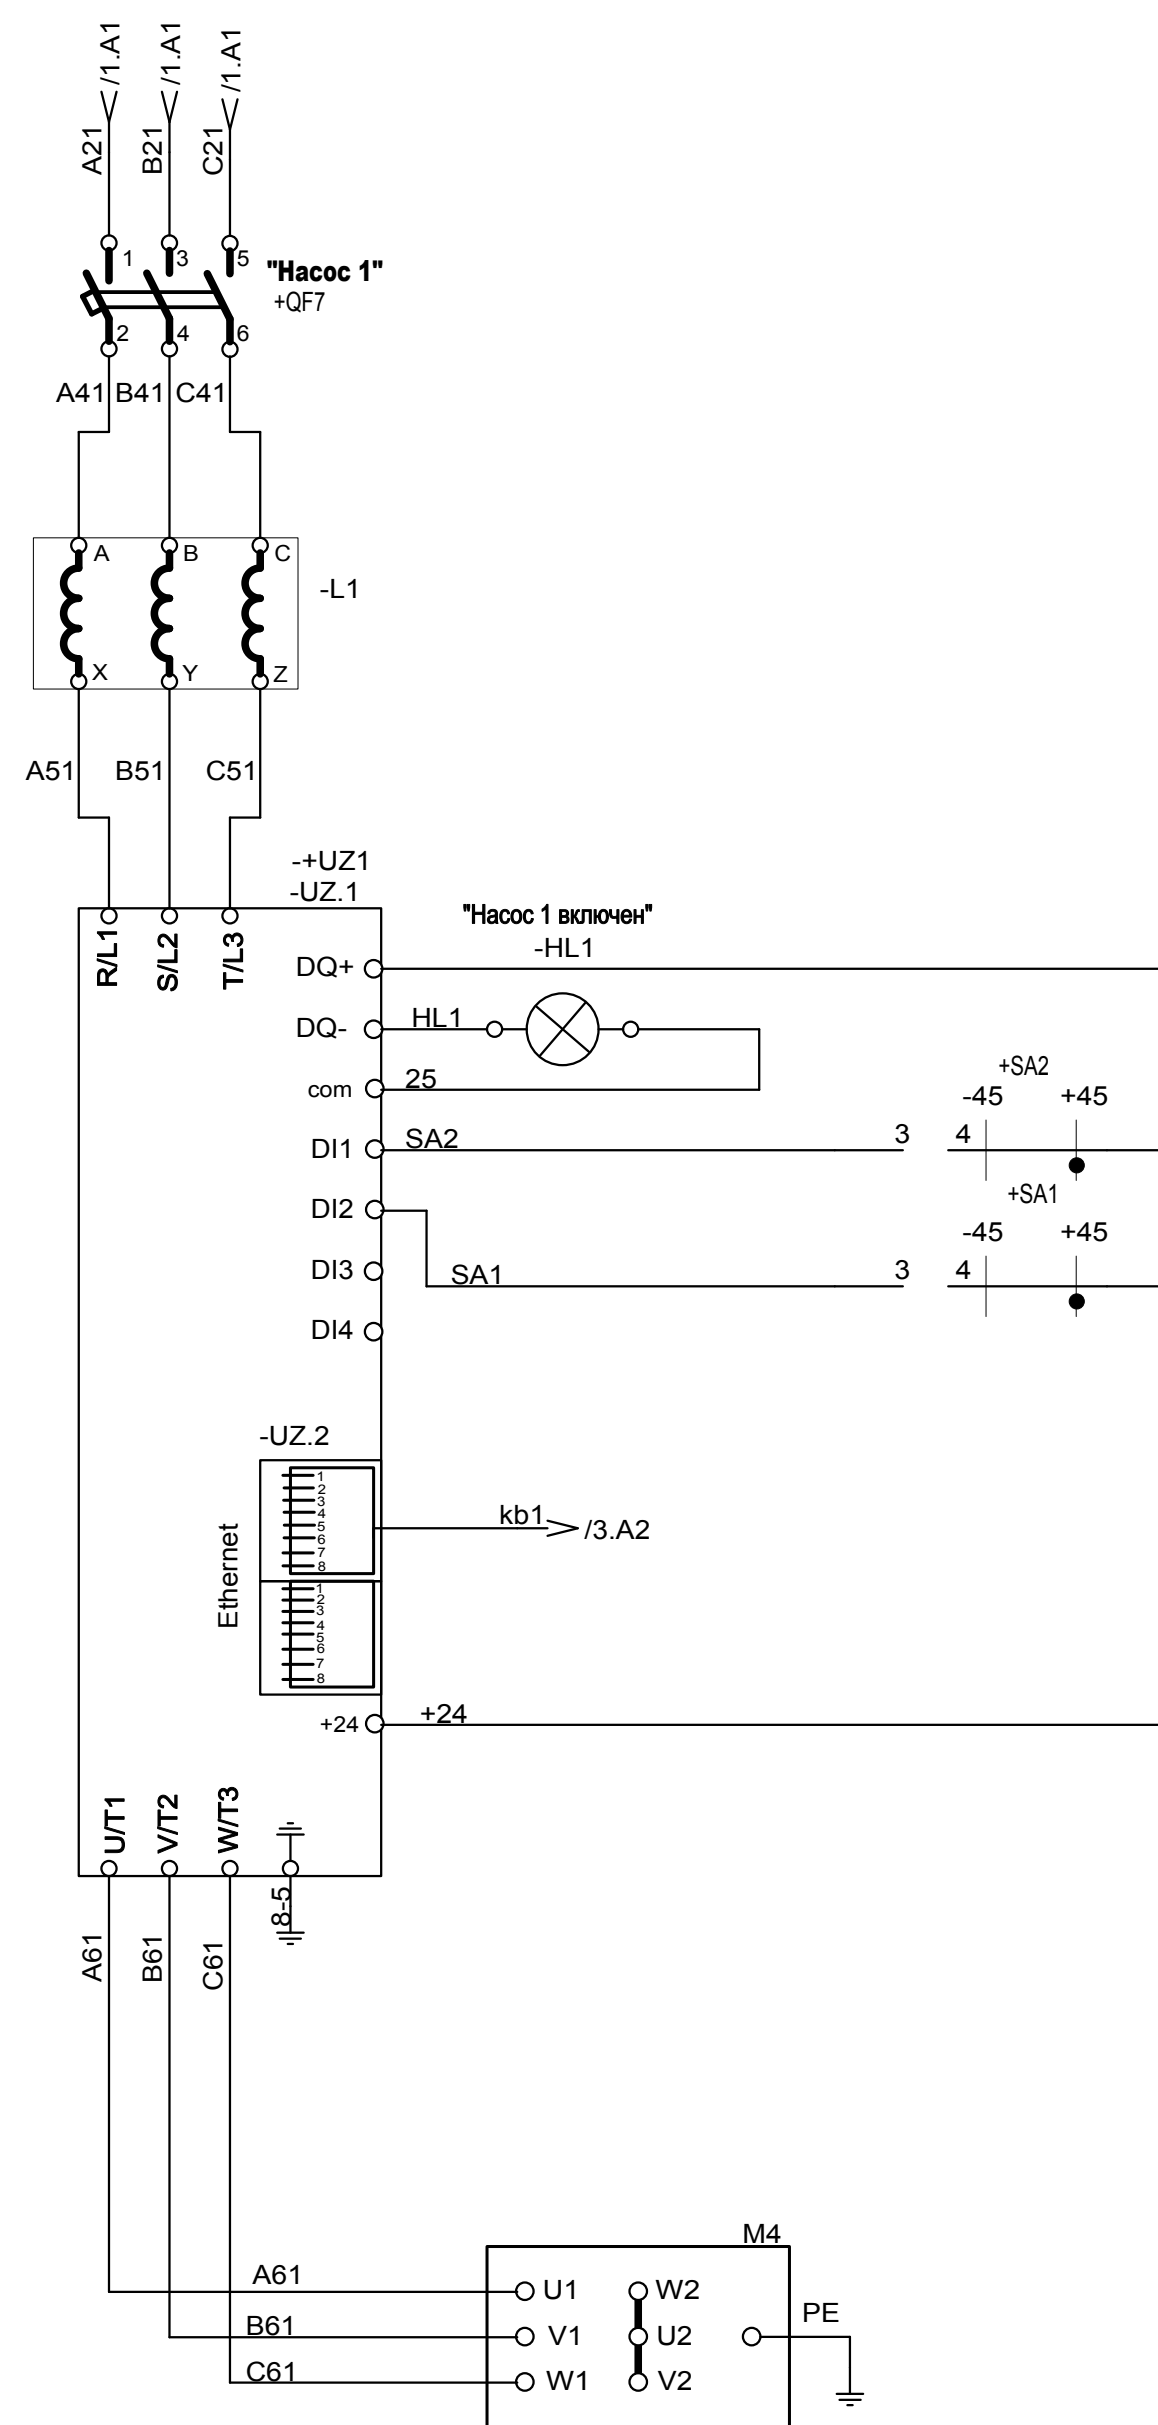 /1.A1 /1.A1 /1.A1
A21 B21 C21
1 3 5
"Насос 1"
+QF7
2 4 6
A41 B41 C41
A B C
-L1
X Y Z
A51 B51 C51
-+UZ1
-UZ.1
R/L1 S/L2 T/L3
"Насос 1 включен"
-HL1
DQ+
DQ- HL1
com 25
+SA2
-45 +45
DI1 SA2 3 4
+SA1
DI2
-45 +45
DI3 SA1 3 4
DI4
-UZ.2
Ethernet
1
2
3
4
5
6
7
8
kb1 /3.A2
1
2
3
4
5
6
7
8
+24 +24
U/T1 V/T2 W/T3
8-5
A61 B61 C61
M4
A61 U1 W2
PE
B61 V1 U2
C61 W1 V2